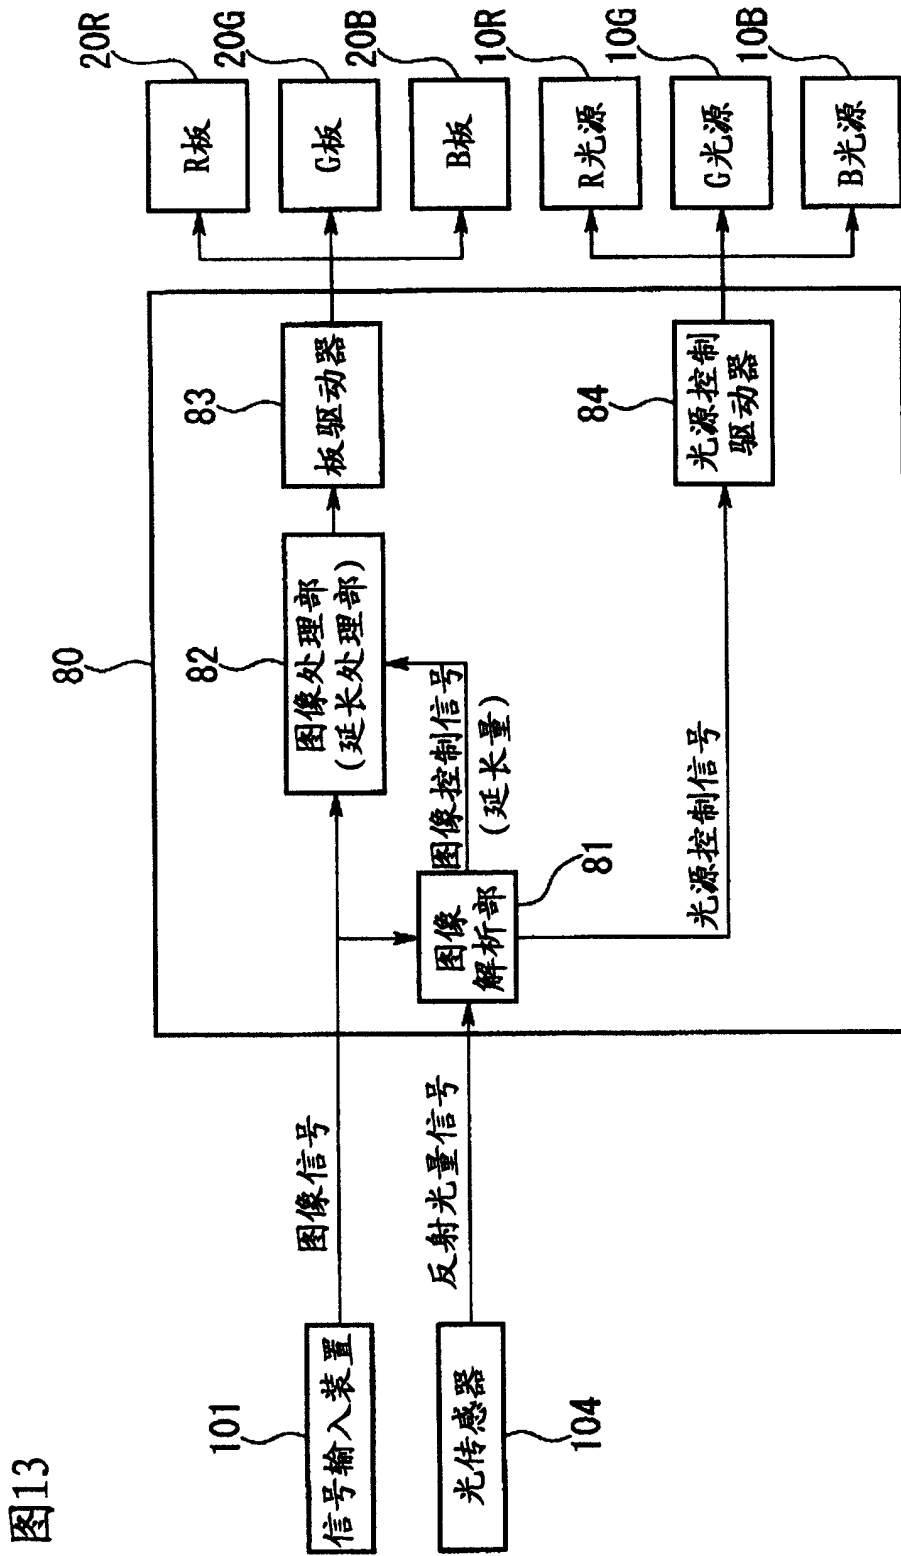 图13
101
信号输入装置
图像信号
104
光传感器
反射光量信号
80
81
图像
解析部
图像控制信号
(延长量)
光源控制信号
82
图像处理部
(延长处理部)
83
板驱动器
84
光源控制
驱动器
20R
R板
20G
G板
20B
B板
10R
R光源
10G
G光源
10B
B光源